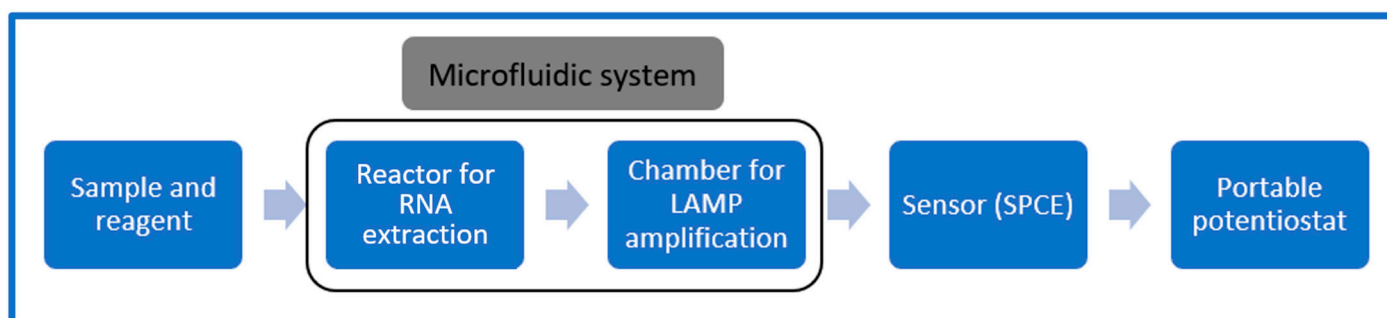 Microfluidic system
Sample and
reagent
Reactor for
RNA
extraction
Chamber for
LAMP
amplification
Sensor (SPCE)
Portable
potentiostat